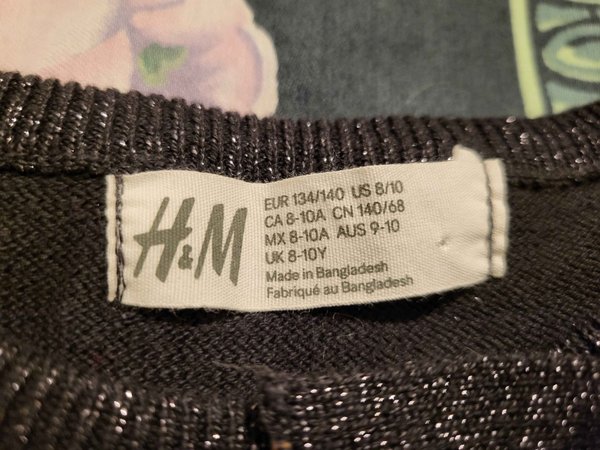 H&M
EUR 134/140 US 8/10
CA 8-10A CN 140/68
MX 8-10A AUS 9-10
UK 8-10Y
Made in Bangladesh
Fabriqué au Bangladesh